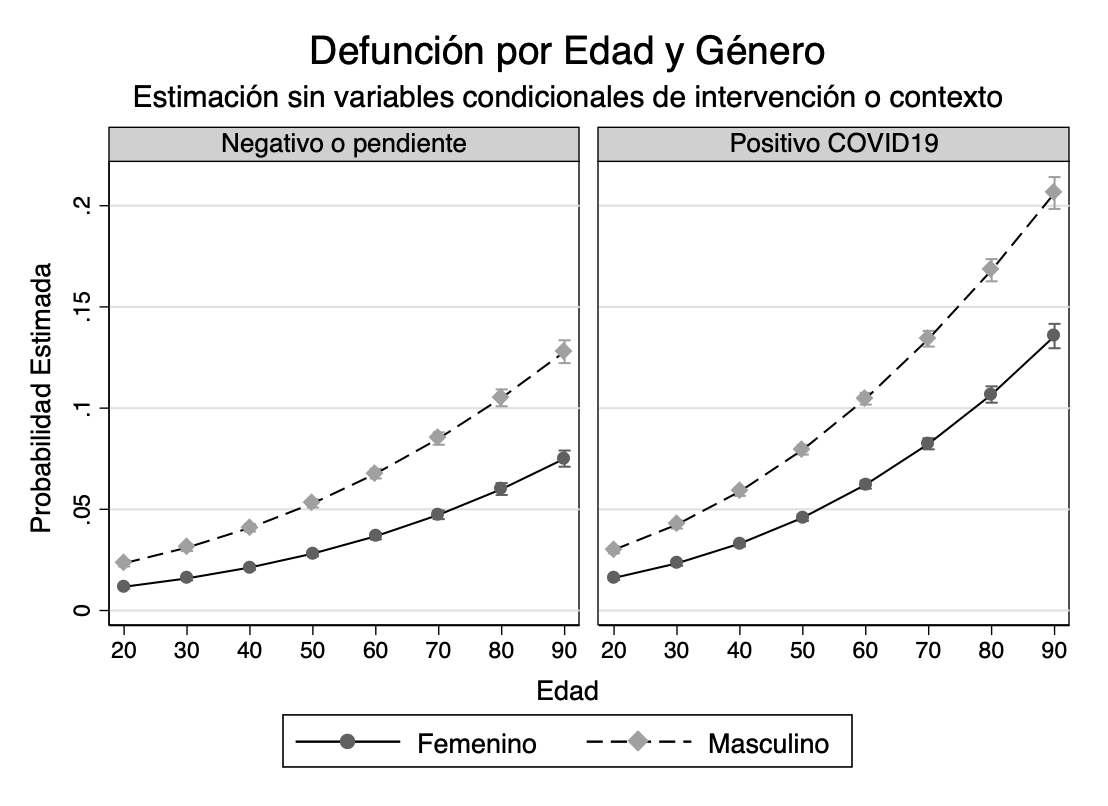 Defunción por Edad y Género
Estimación sin variables condicionales de intervención o contexto
Negativo o pendiente
Positivo COVID19
Probabilidad Estimada
.2
.15
.1
.05
0
20 30 40 50 60 70 80 90
20 30 40 50 60 70 80 90
Edad
Femenino
Masculino